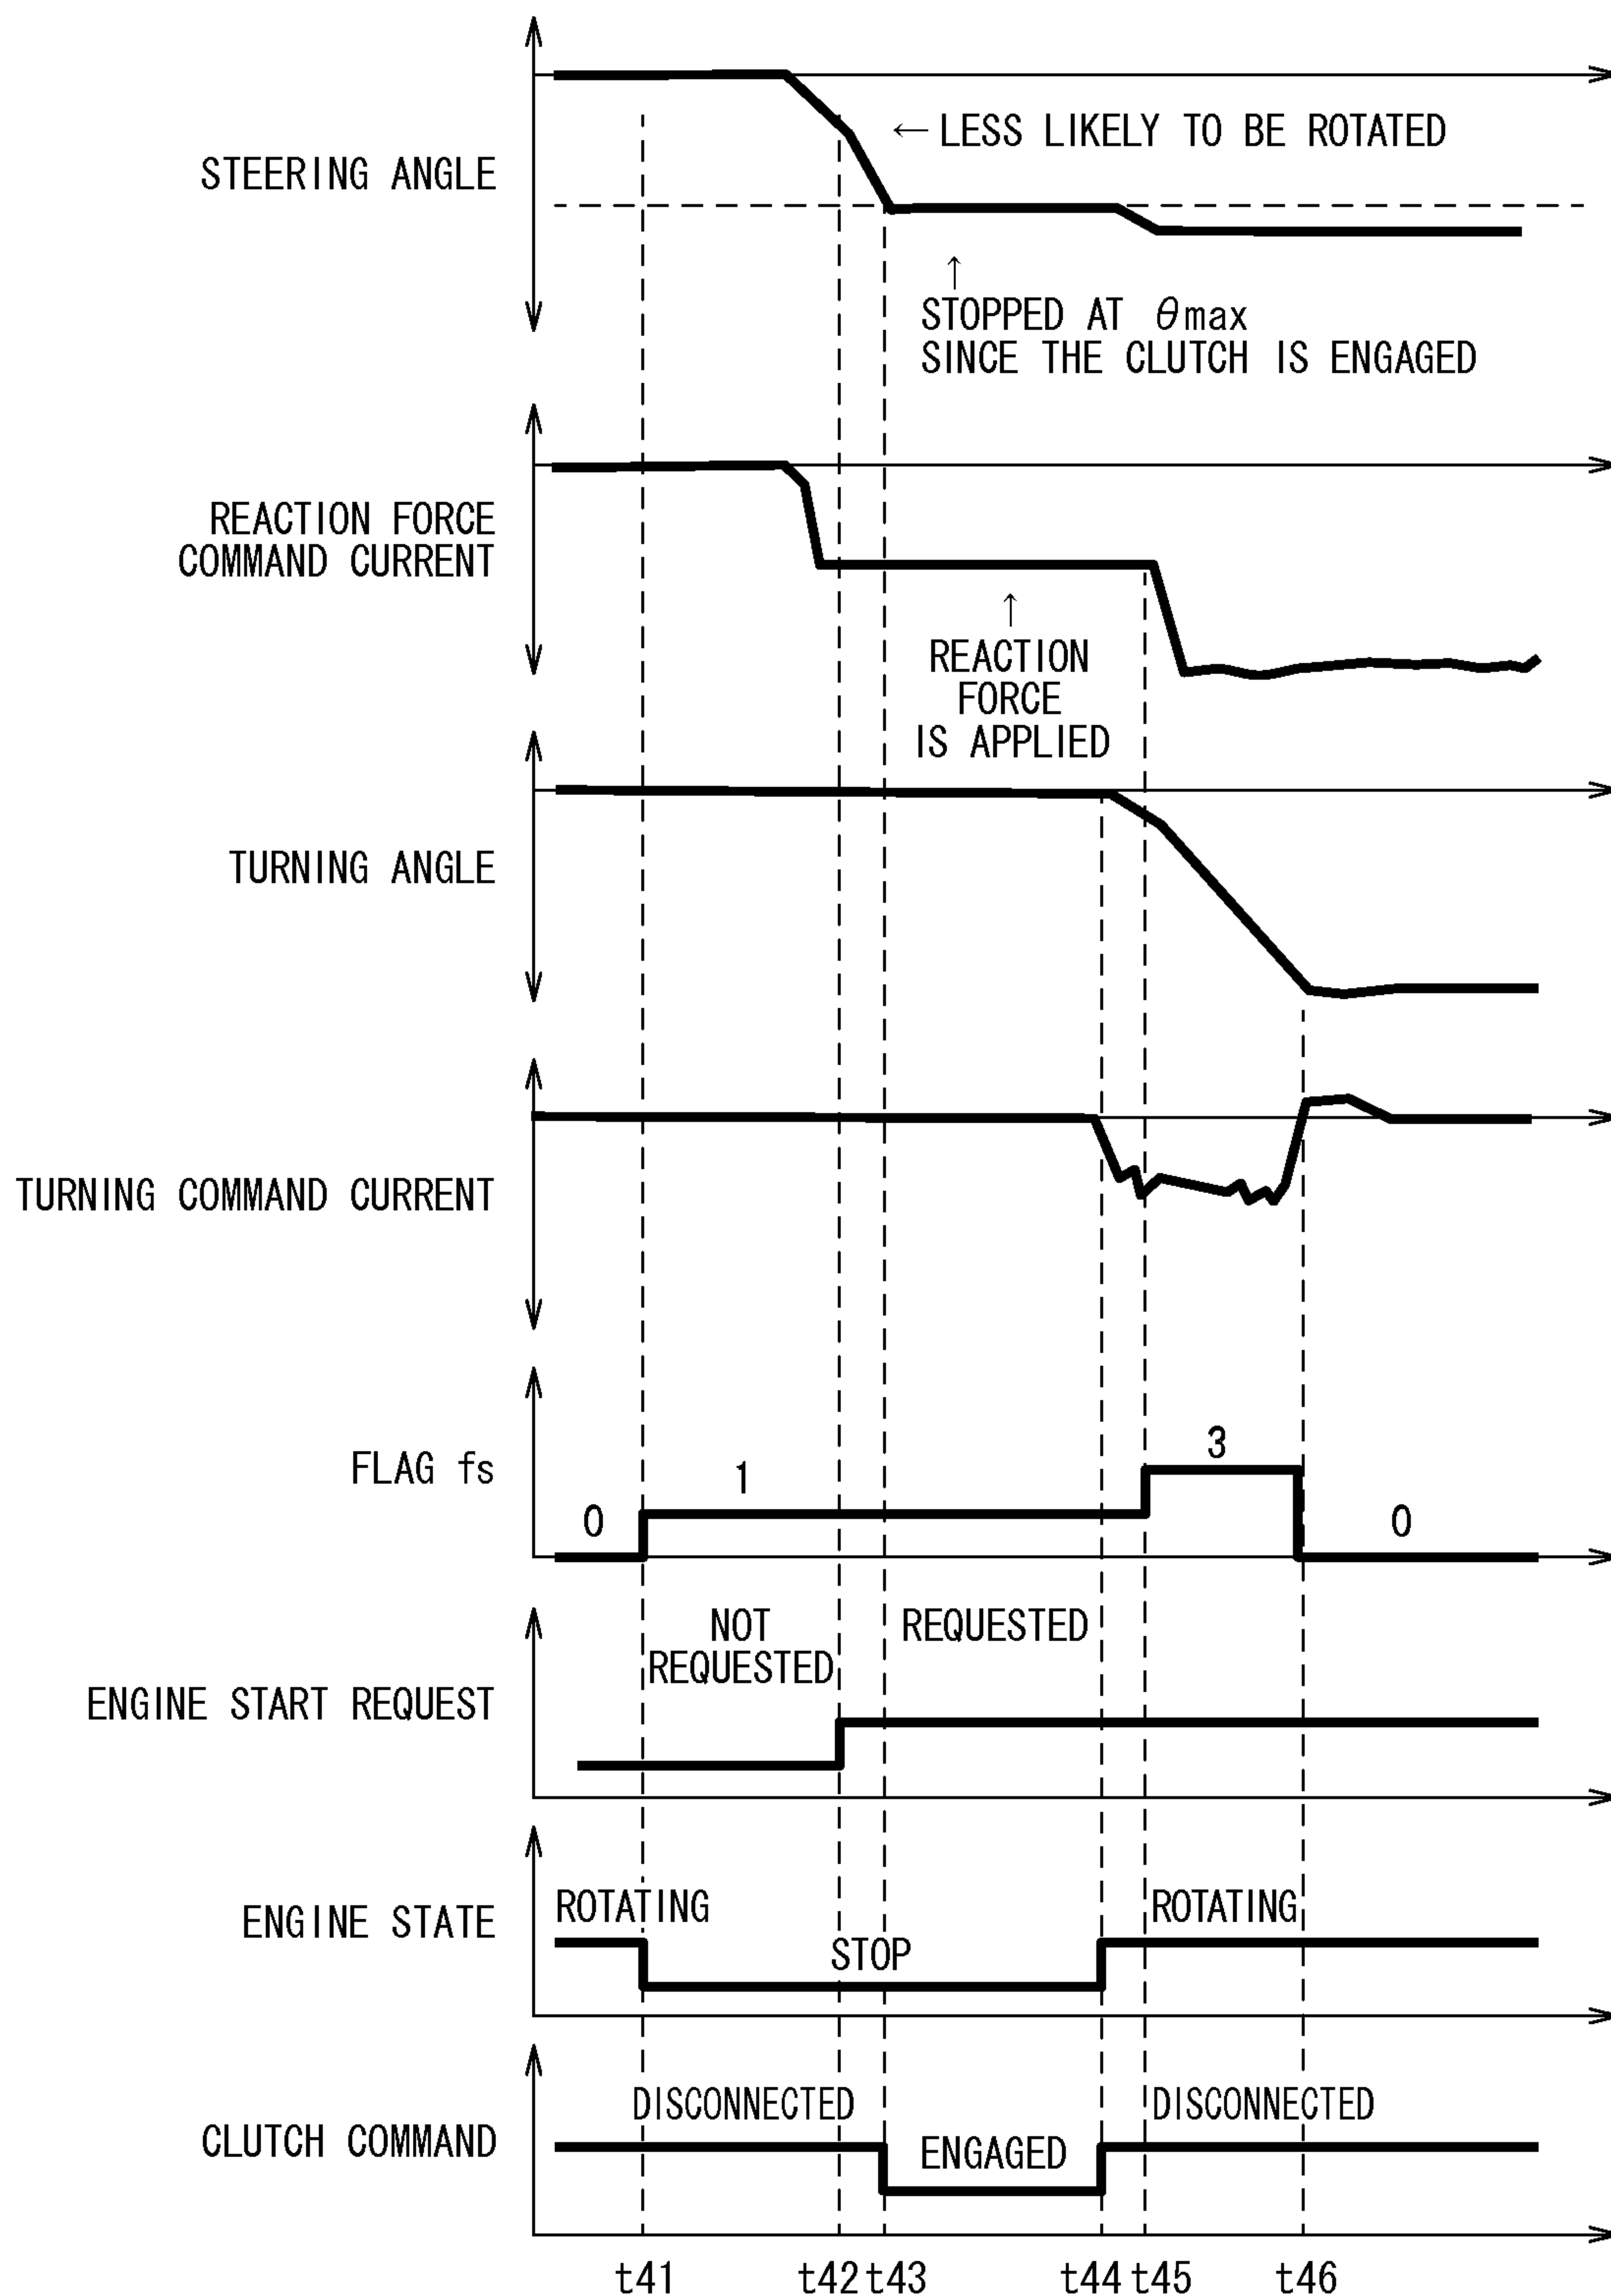 ← LESS LIKELY TO BE ROTATED
STEERING ANGLE
↑
STOPPED AT θmax
SINCE THE CLUTCH IS ENGAGED
REACTION FORCE
COMMAND CURRENT
↑
REACTION
FORCE
IS APPLIED
TURNING ANGLE
TURNING COMMAND CURRENT
FLAG fs
0
1
3
0
NOT
REQUESTED
REQUESTED
ENGINE START REQUEST
ENGINE STATE
ROTATING
STOP
ROTATING
CLUTCH COMMAND
DISCONNECTED
ENGAGED
DISCONNECTED
t41 t42 t43 t44 t45 t46